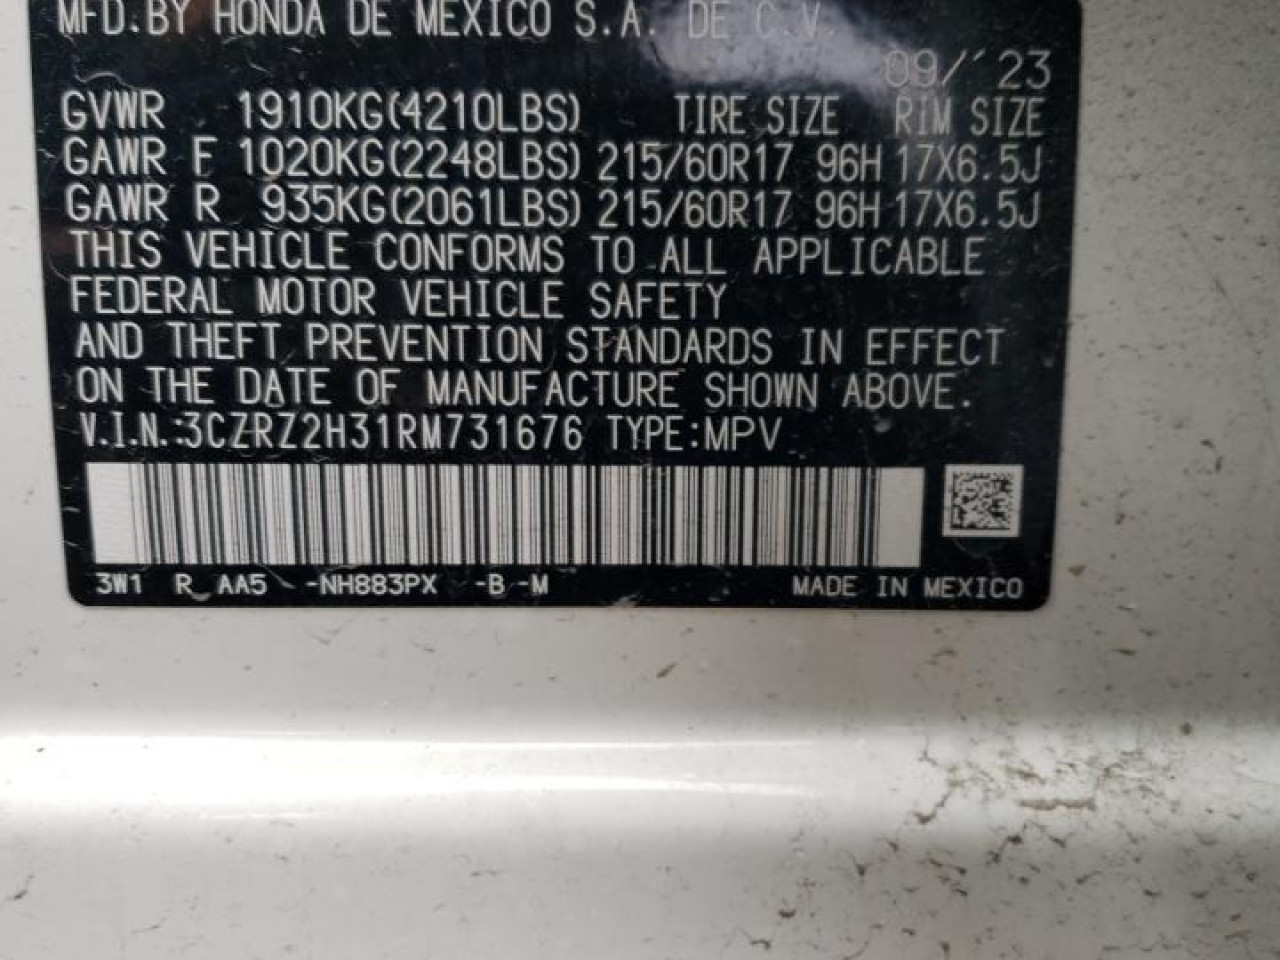 MFD.BY HONDA DE MEXICO S.A. DE C.V.
09/'23
GVWR 1910KG(4210LBS) TIRE SIZE RIM SIZE
GAWR F 1020KG(2248LBS) 215/60R17 96H 17X6.5J
GAWR R 935KG(2061LBS) 215/60R17 96H 17X6.5J
THIS VEHICLE CONFORMS TO ALL APPLICABLE
FEDERAL MOTOR VEHICLE SAFETY
AND THEFT PREVENTION STANDARDS IN EFFECT
ON THE DATE OF MANUFACTURE SHOWN ABOVE.
V.I.N.:3CZRZ2H31RM731676 TYPE:MPV
3W1 R AA5 -NH883PX -B -M MADE IN MEXICO